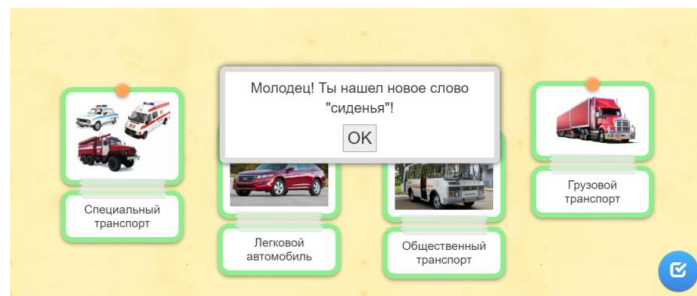 Молодец! Ты нашел новое слово
"сиденья"!
OK
Специальный
транспорт
Легковой
автомобиль
Общественный
транспорт
Грузовой
транспорт